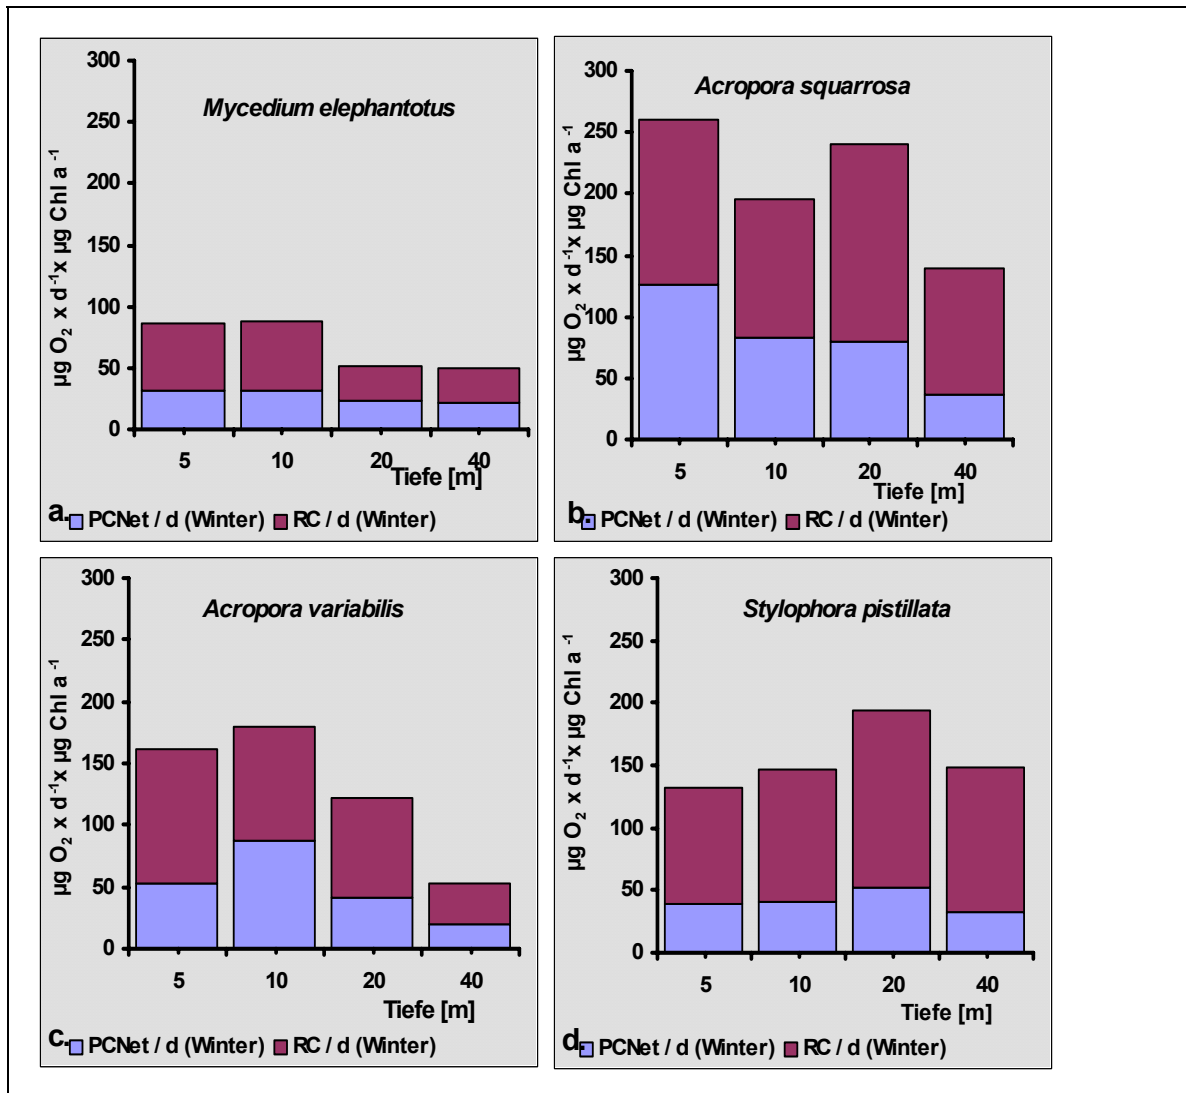 Mycedium elephantotus
µg O2 x d-1x µg Chl a -1
300
250
200
150
100
50
0
5 10 20 40
Tiefe [m]
a. PCNet / d (Winter) RC / d (Winter)
Acropora squarrosa
µg O2 x d-1x µg Chl a -1
300
250
200
150
100
50
0
5 10 20 40
Tiefe [m]
b. PCNet / d (Winter) RC / d (Winter)
Acropora variabilis
µg O2 x d-1x µg Chl a -1
300
250
200
150
100
50
0
5 10 20 40
Tiefe [m]
c. PCNet / d (Winter) RC / d (Winter)
Stylophora pistillata
µg O2 x d-1x µg Chl a -1
300
250
200
150
100
50
0
5 10 20 40
Tiefe [m]
d. PCNet / d (Winter) RC / d (Winter)